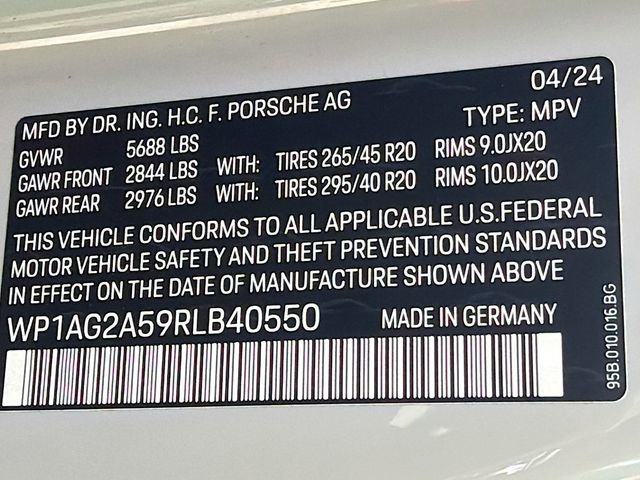 04/24
MFD BY DR. ING. H.C. F. PORSCHE AG
TYPE: MPV
GVWR 5688 LBS
GAWR FRONT 2844 LBS WITH: TIRES 265/45 R20 RIMS 9.0JX20
GAWR REAR 2976 LBS WITH: TIRES 295/40 R20 RIMS 10.0JX20
THIS VEHICLE CONFORMS TO ALL APPLICABLE U.S.FEDERAL
MOTOR VEHICLE SAFETY AND THEFT PREVENTION STANDARDS
IN EFFECT ON THE DATE OF MANUFACTURE SHOWN ABOVE
WP1AG2A59RLB40550 MADE IN GERMANY
95B.010.016.BG